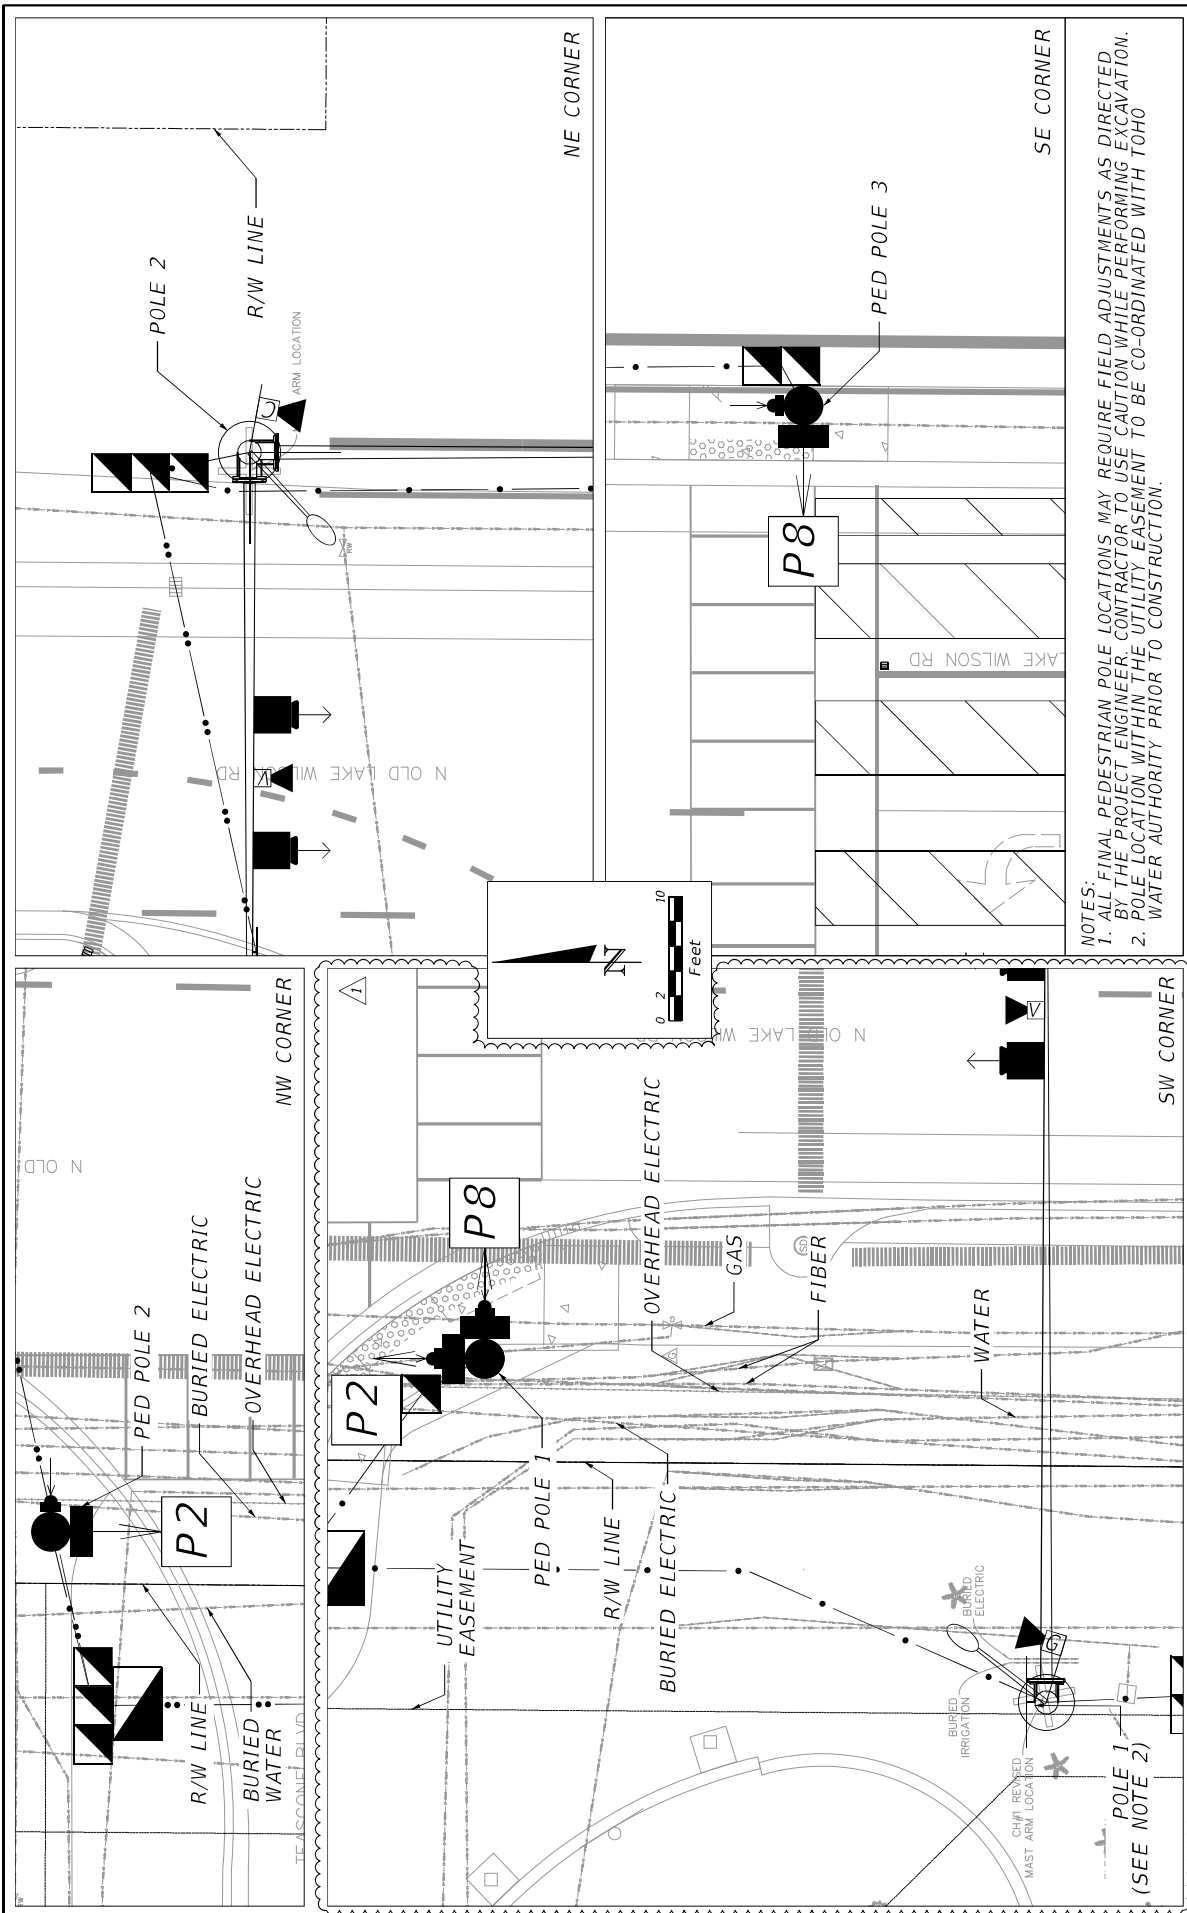 NW CORNER
N OLD
PED POLE 2
BURIED ELECTRIC
OVERHEAD ELECTRIC
P2
R/W LINE
BURIED
WATER
NE CORNER
POLE 2
R/W LINE
ARM LOCATION
RW
N OLD LAKE WILSON RD
N
0 2 10
Feet
SW CORNER
1
N OLD LAKE WILSON RD
P8
P2
OVERHEAD ELECTRIC
GAS
FIBER
WATER
SD
G
V
PED POLE 1
R/W LINE
BURIED ELECTRIC
UTILITY
EASEMENT
BURIED
ELECTRIC
BURIED
IRRIGATION
G
CH#1 REVISED
MAST ARM LOCATION
POLE 1
(SEE NOTE 2)
SE CORNER
PED POLE 3
P8
LAKE WILSON RD
NOTES:
1. ALL FINAL PEDESTRIAN POLE LOCATIONS MAY REQUIRE FIELD ADJUSTMENTS AS DIRECTED
BY THE PROJECT ENGINEER. CONTRACTOR TO USE CAUTION WHILE PERFORMING EXCAVATION.
2. POLE LOCATION WITHIN THE UTILITY EASEMENT TO BE CO-ORDINATED WITH TOHO
WATER AUTHORITY PRIOR TO CONSTRUCTION.